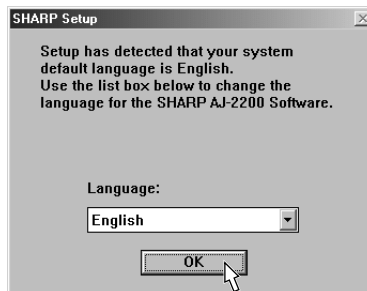 SHARP Setup
Setup has detected that your system
default language is English.
Use the list box below to change the
language for the SHARP AJ-2200 Software.
Language:
English
OK